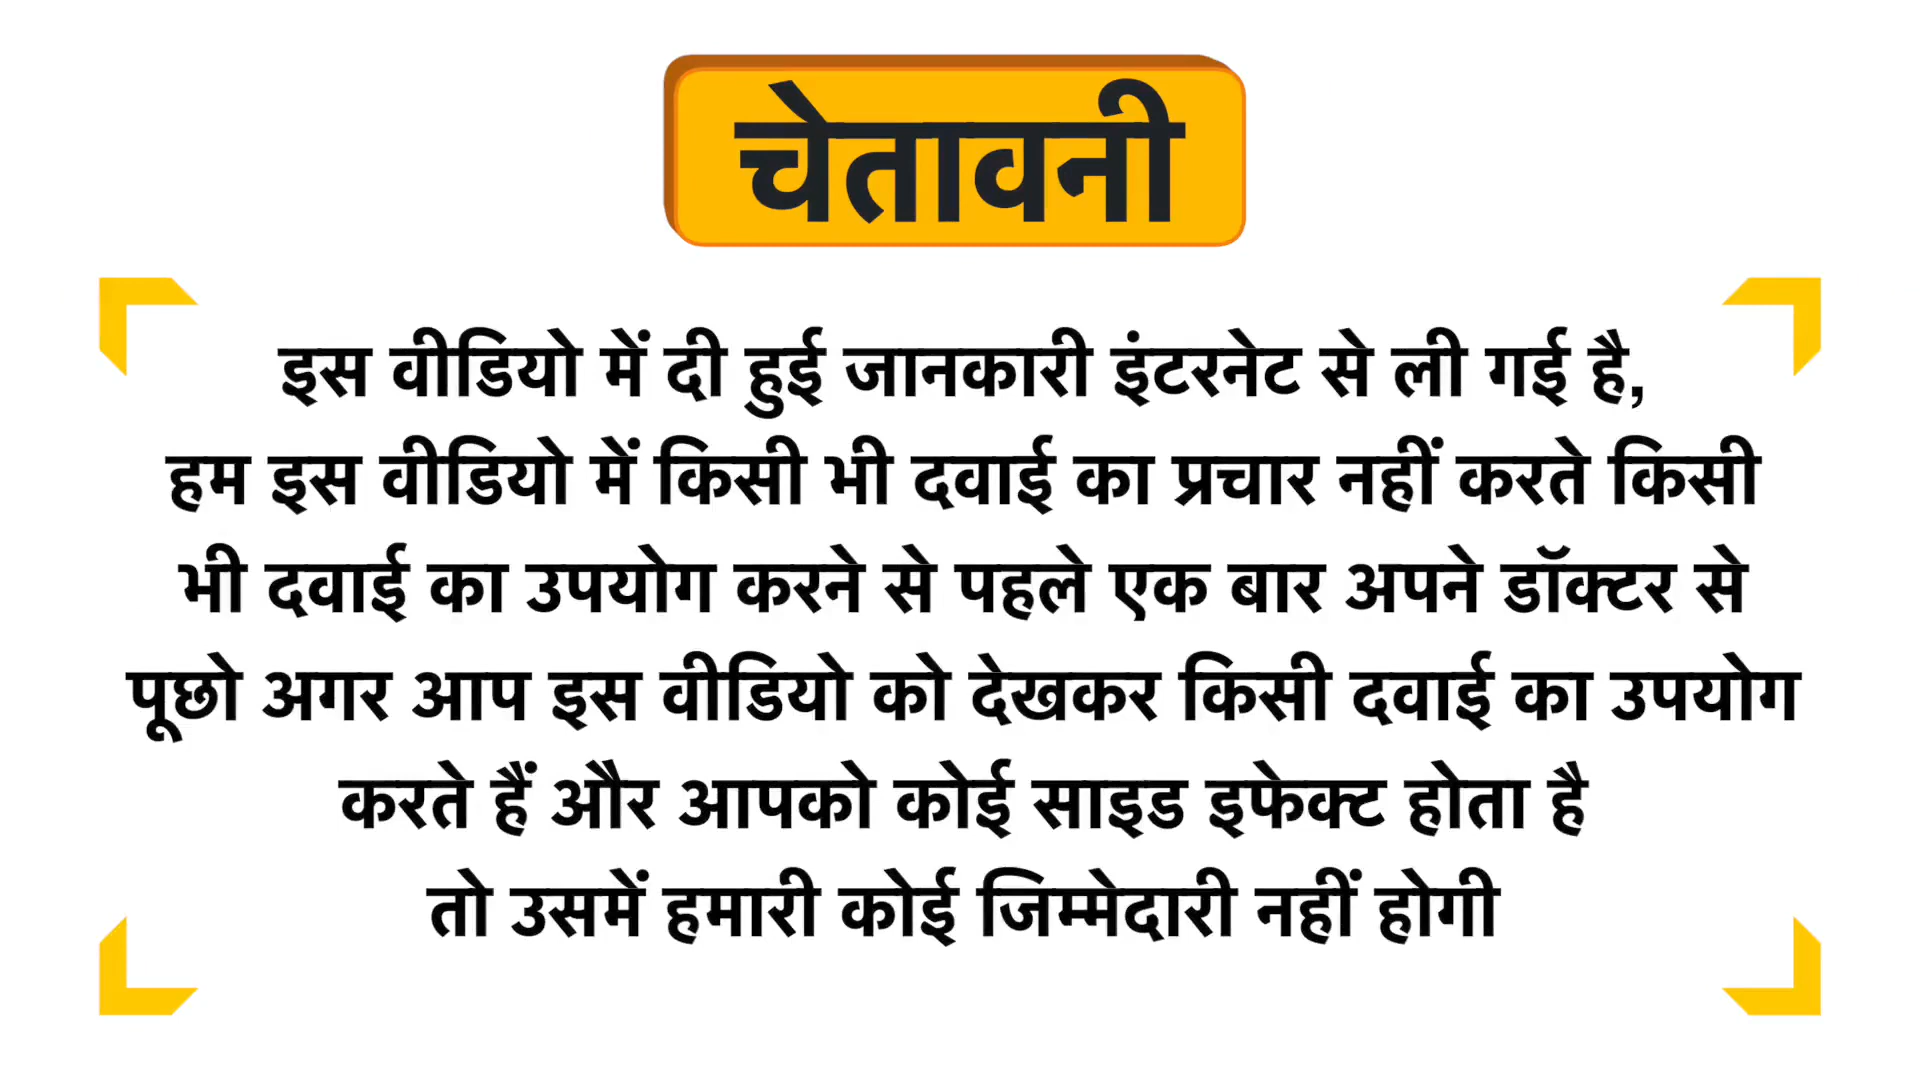 चेतावनी
इस वीडियो में दी हुई जानकारी इंटरनेट से ली गई है,
हम इस वीडियो में किसी भी दवाई का प्रचार नहीं करते किसी
भी दवाई का उपयोग करने से पहले एक बार अपने डॉक्टर से
पूछो अगर आप इस वीडियो को देखकर किसी दवाई का उपयोग
करते हैं और आपको कोई साइड इफेक्ट होता है
तो उसमें हमारी कोई जिम्मेदारी नहीं होगी